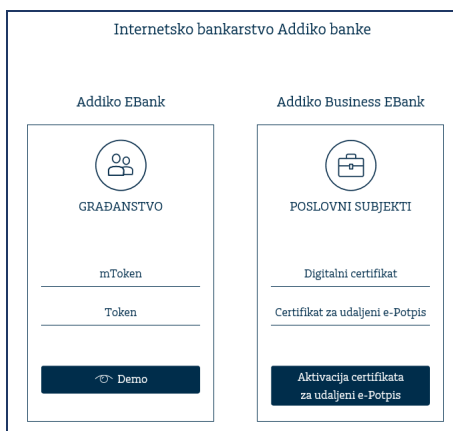 Internetsko bankarstvo Addiko banke
Addiko EBank
GRAĐANSTVO
mToken
Token
Demo
Addiko Business EBank
POSLOVNI SUBJEKTI
Digitalni certifikat
Certifikat za udaljeni e-Potpis
Aktivacija certifikata
za udaljeni e-Potpis